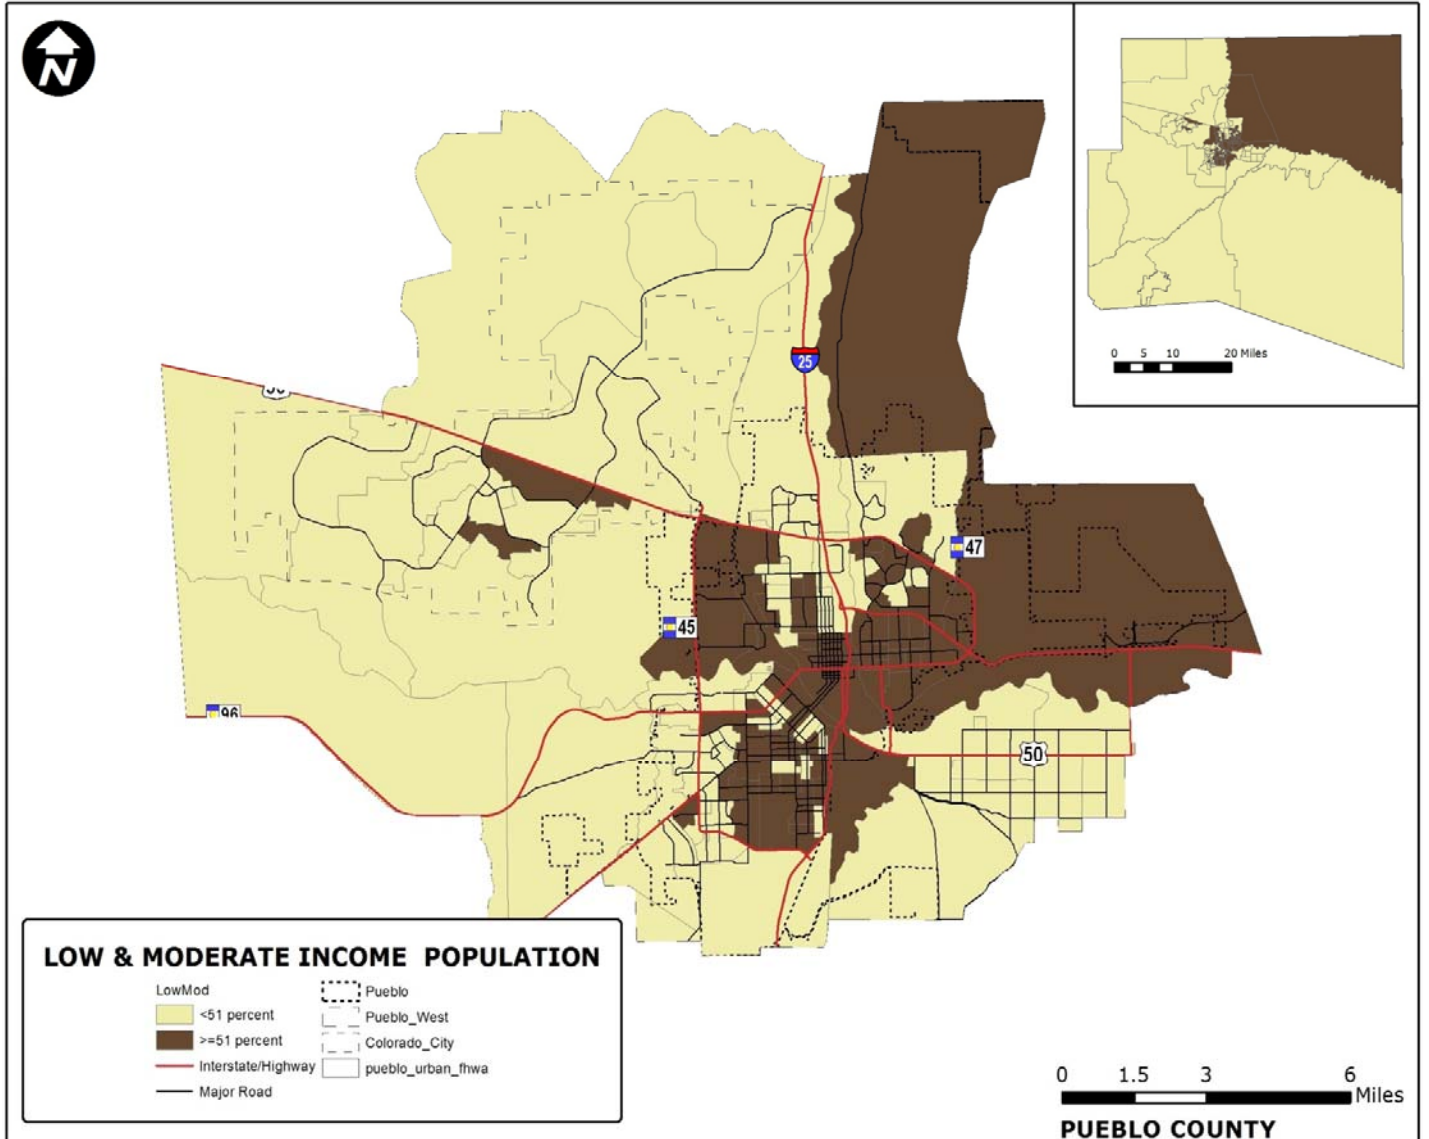 N
0 5 10 20 Miles
25
47
45
96
50
LOW & MODERATE INCOME POPULATION
LowMod
<51 percent
>=51 percent
Interstate/Highway
Major Road
Pueblo
Pueblo_West
Colorado_City
pueblo_urban_fhwa
0 1.5 3 6 Miles
PUEBLO COUNTY